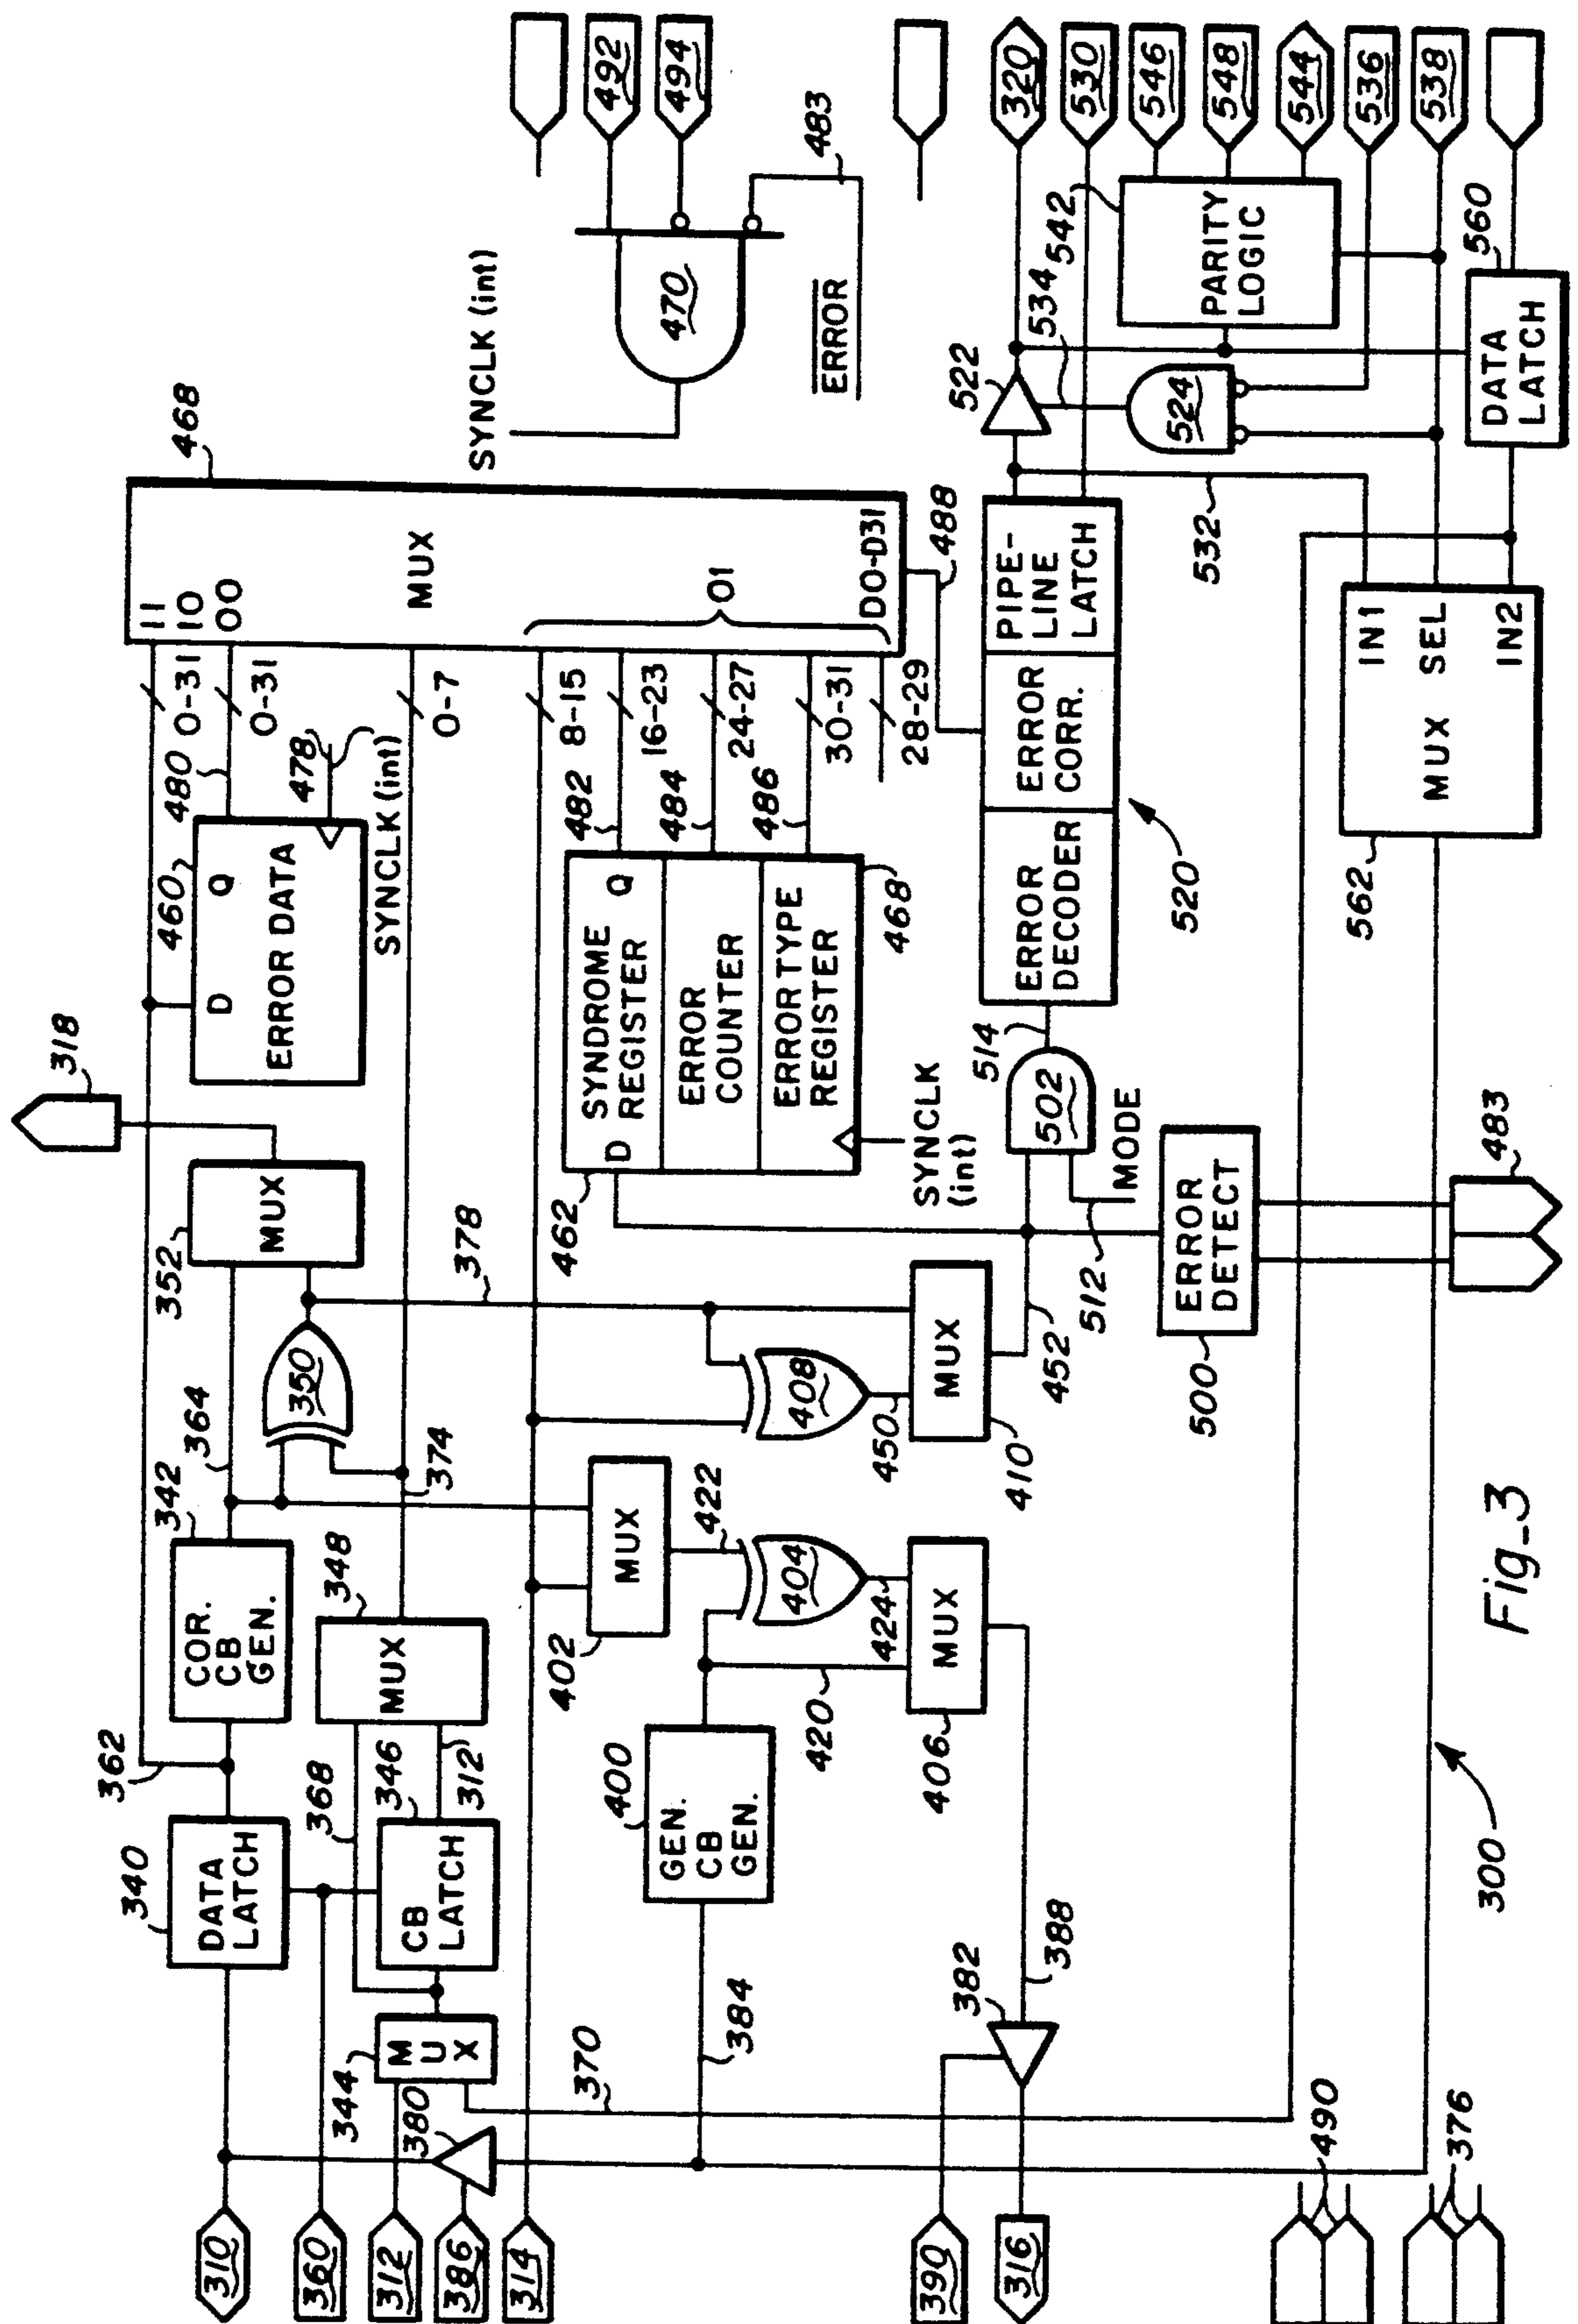 318
468
11
10
00
MUX
01
D0-D31
0-31
0-31
0-7
8-15
16-23
24-27
30-31
28-29
480
478
SYNCLK (int)
460
D
Q
ERROR DATA
352
MUX
350
378
364
374
342
COR.
CB
GEN.
362
348
MUX
340
DATA
LATCH
368
346
312
CB
LATCH
344
MUX
380
370
310
360
312
386
314
390
316
490
376
SYNCLK (int)
470
492
494
483
ERROR
482
484
486
488
462
D
SYNDROME
REGISTER
Q
ERROR
COUNTER
ERROR TYPE
REGISTER
468
SYNCLK
(int)
408
450
MUX
410
452
402
MUX
422
404
424
MUX
406
420
400
GEN.
CB
GEN.
384
382
388
514
502
512
MODE
500
ERROR
DETECT
483
ERROR
DECODER
ERROR
CORR.
PIPE-
LINE
LATCH
520
522
534
542
524
532
PARITY
LOGIC
560
DATA
LATCH
562
MUX
IN1
SEL
IN2
320
530
546
548
544
536
538
300
Fig_3